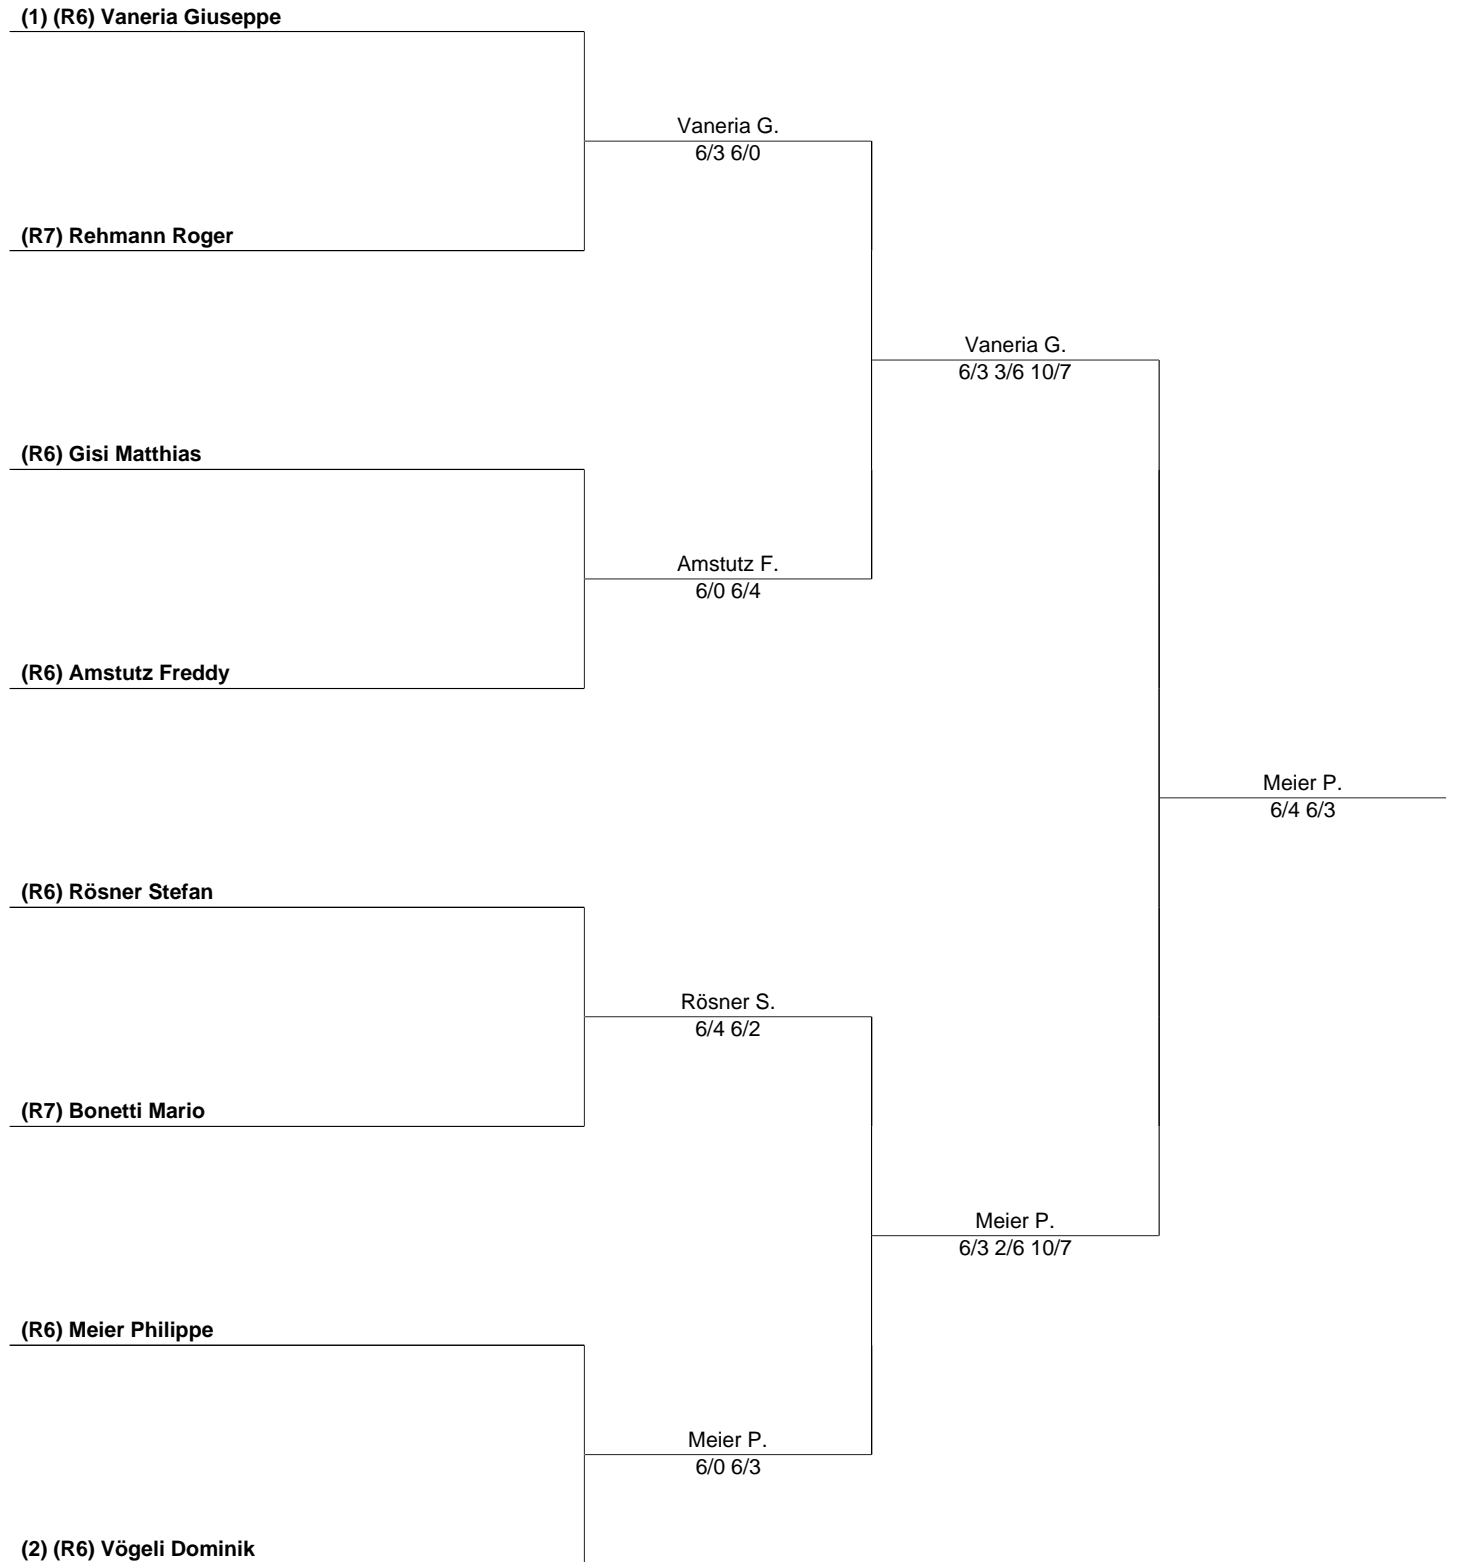 (1) (R6) Vaneria Giuseppe
Vaneria G.
6/3 6/0
(R7) Rehmann Roger
Vaneria G.
6/3 3/6 10/7
(R6) Gisi Matthias
Amstutz F.
6/0 6/4
(R6) Amstutz Freddy
Meier P.
6/4 6/3
(R6) Rösner Stefan
Rösner S.
6/4 6/2
(R7) Bonetti Mario
Meier P.
6/3 2/6 10/7
(R6) Meier Philippe
Meier P.
6/0 6/3
(2) (R6) Vögeli Dominik